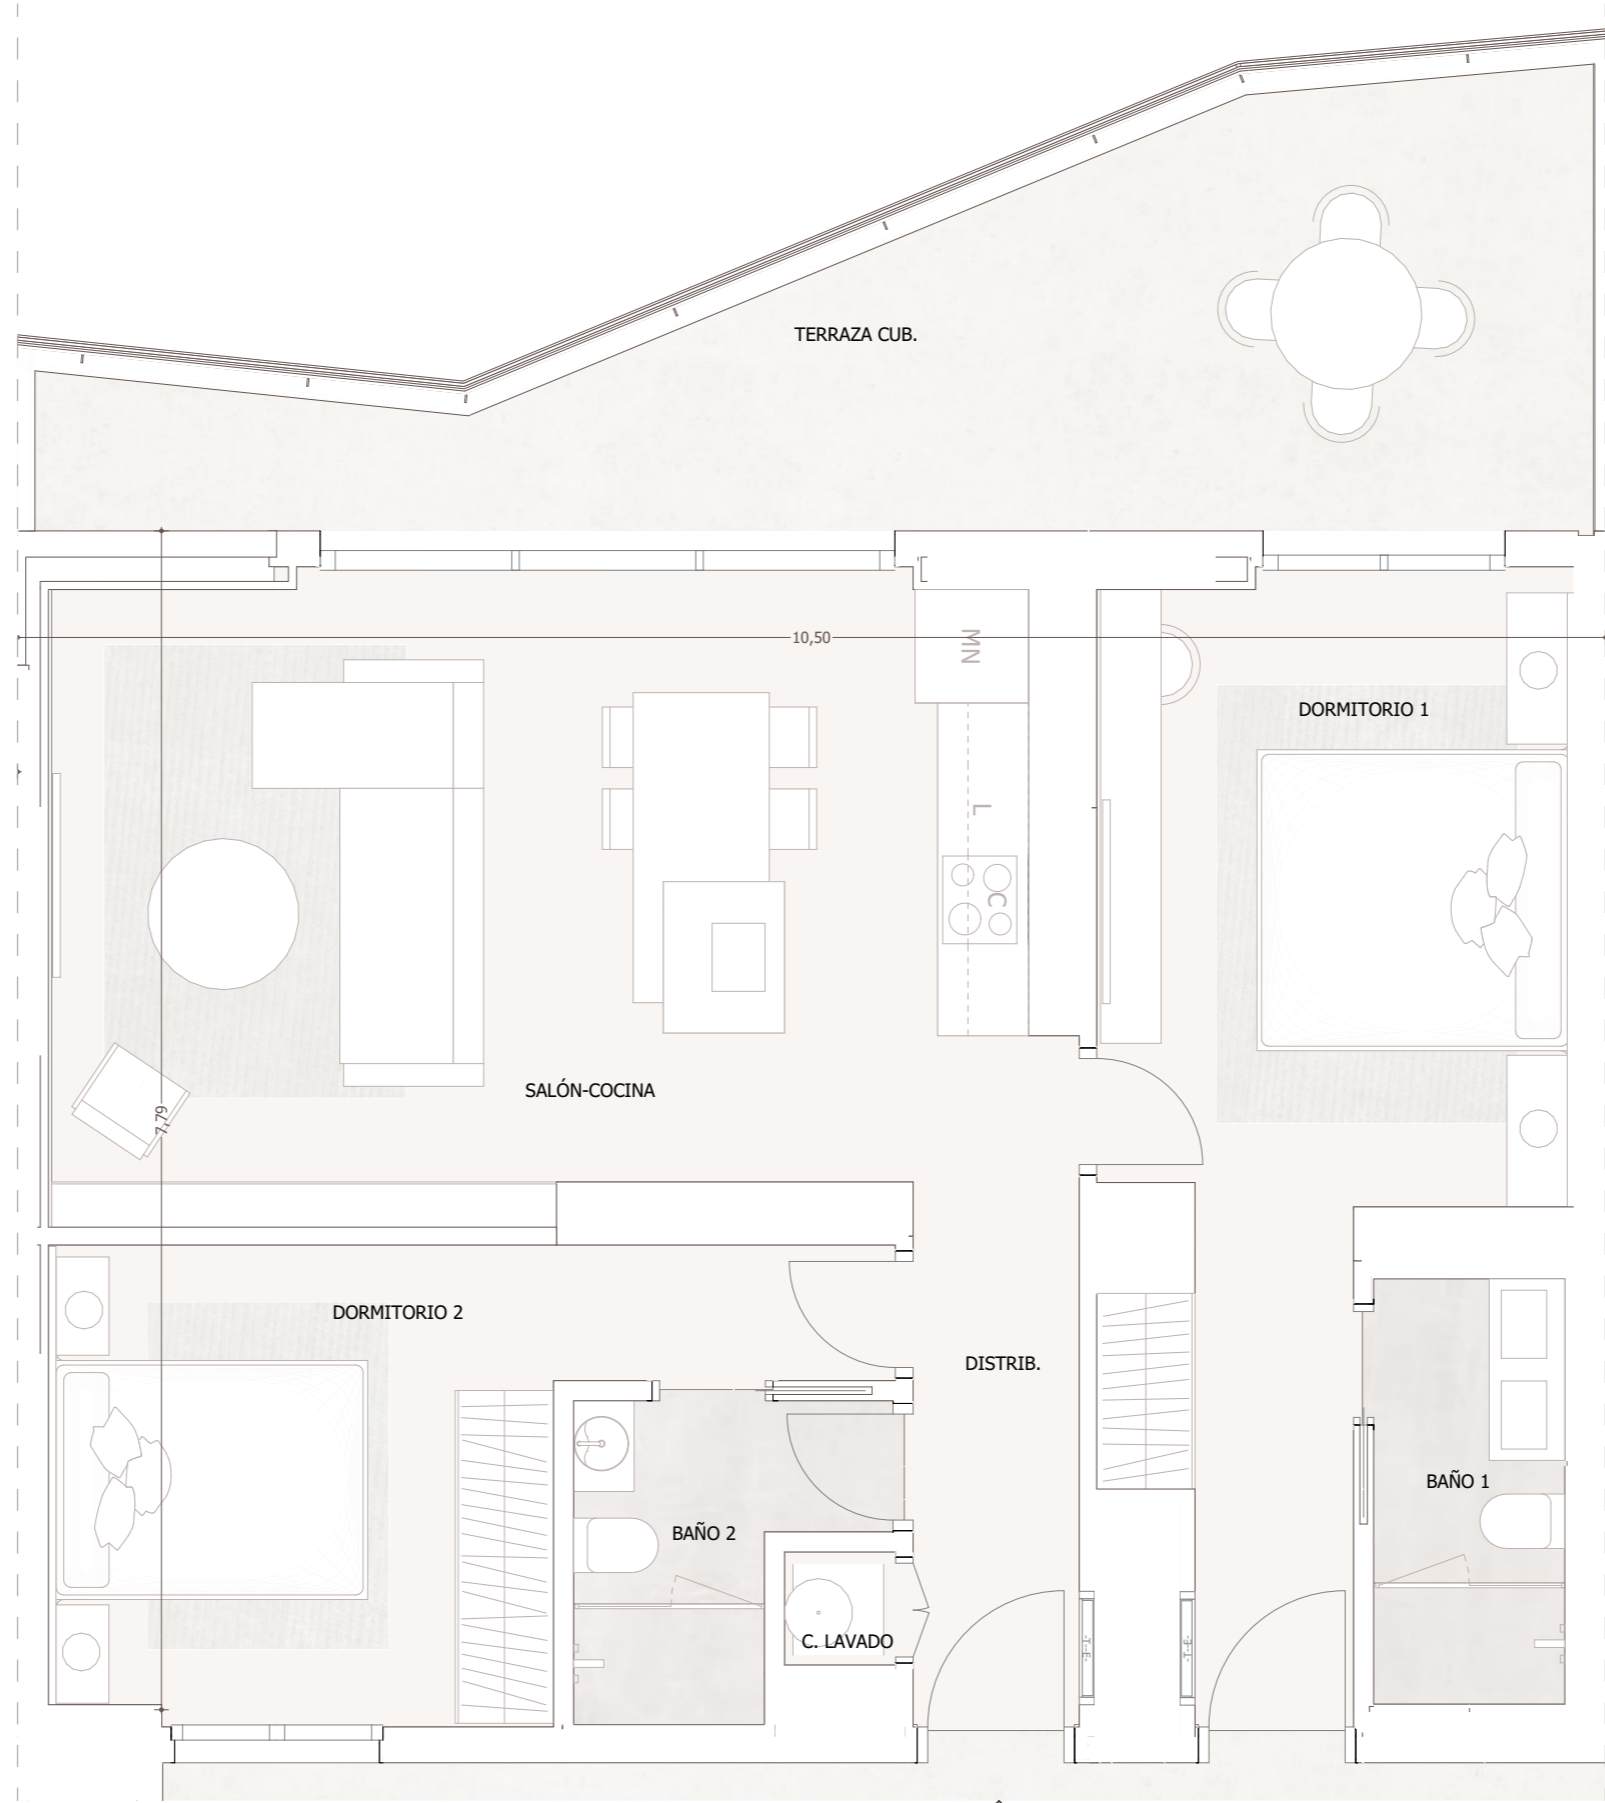 TERRAZA CUB.
10,50
MN
DORMITORIO 1
L
C
7,79
SALÓN-COCINA
DORMITORIO 2
DISTRIB.
BAÑO 1
BAÑO 2
C. LAVADO
-T-E-
-T-E-